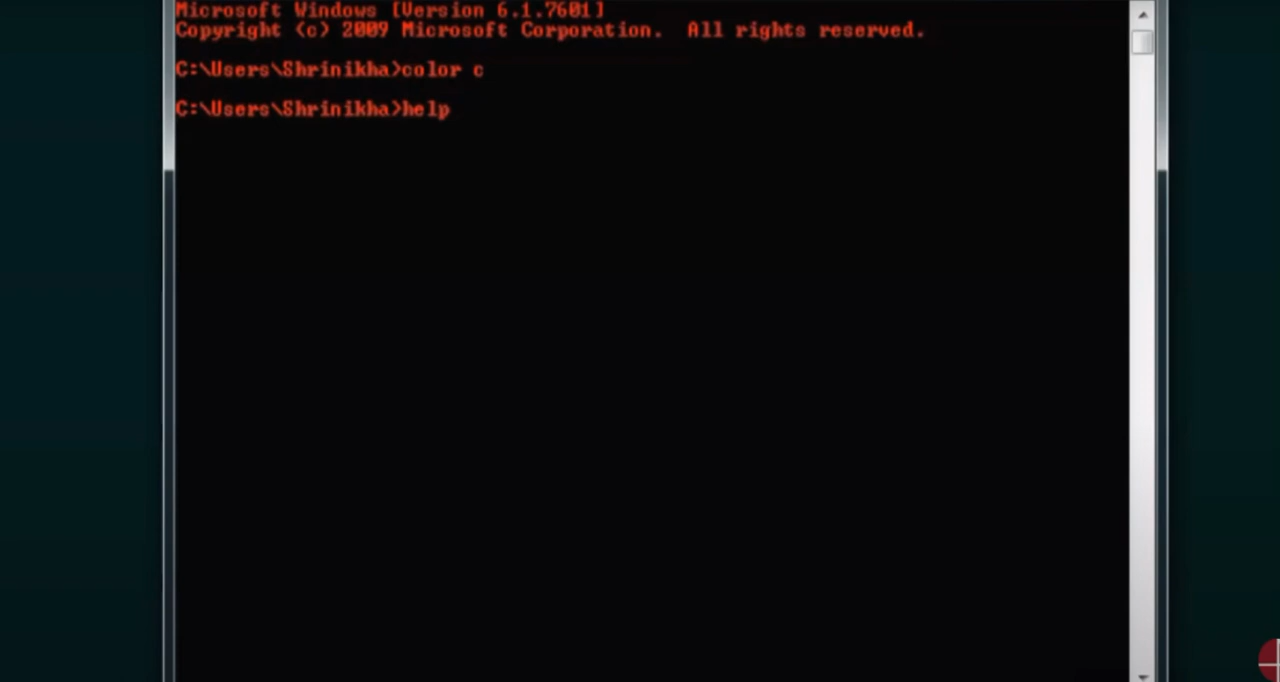 Microsoft Windows [Version 6.1.7601]
Copyright (c) 2009 Microsoft Corporation.  All rights reserved.
C:\Users\Shrinikha>color c
C:\Users\Shrinikha>help